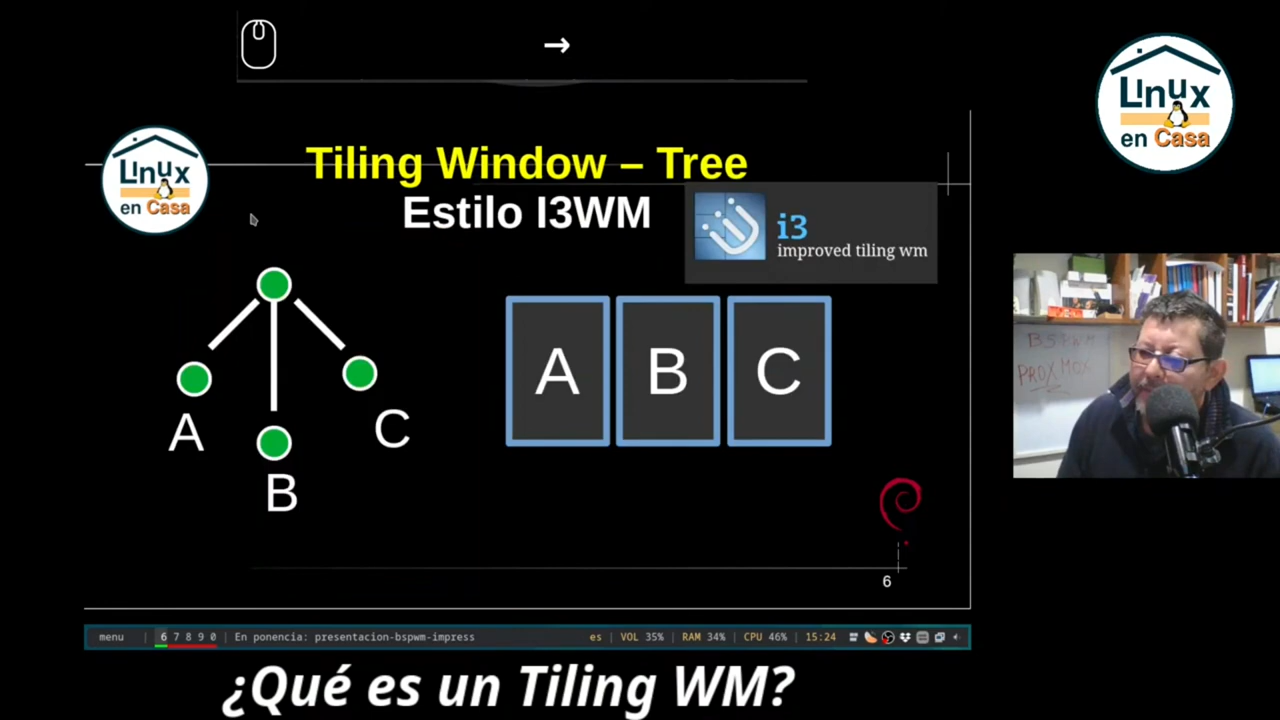 →
Linux
en Casa
Linux
en Casa
Tiling Window – Tree
Estilo I3WM
i3
improved tiling wm
A
B
C
A
B
C
BSPWM
PROXMOX
6
menu | 6 7 8 9 0 | En ponencia: presentacion-bspwm-impress
es | VOL 35% | RAM 34% | CPU 46% | 15:24
¿Qué es un Tiling WM?